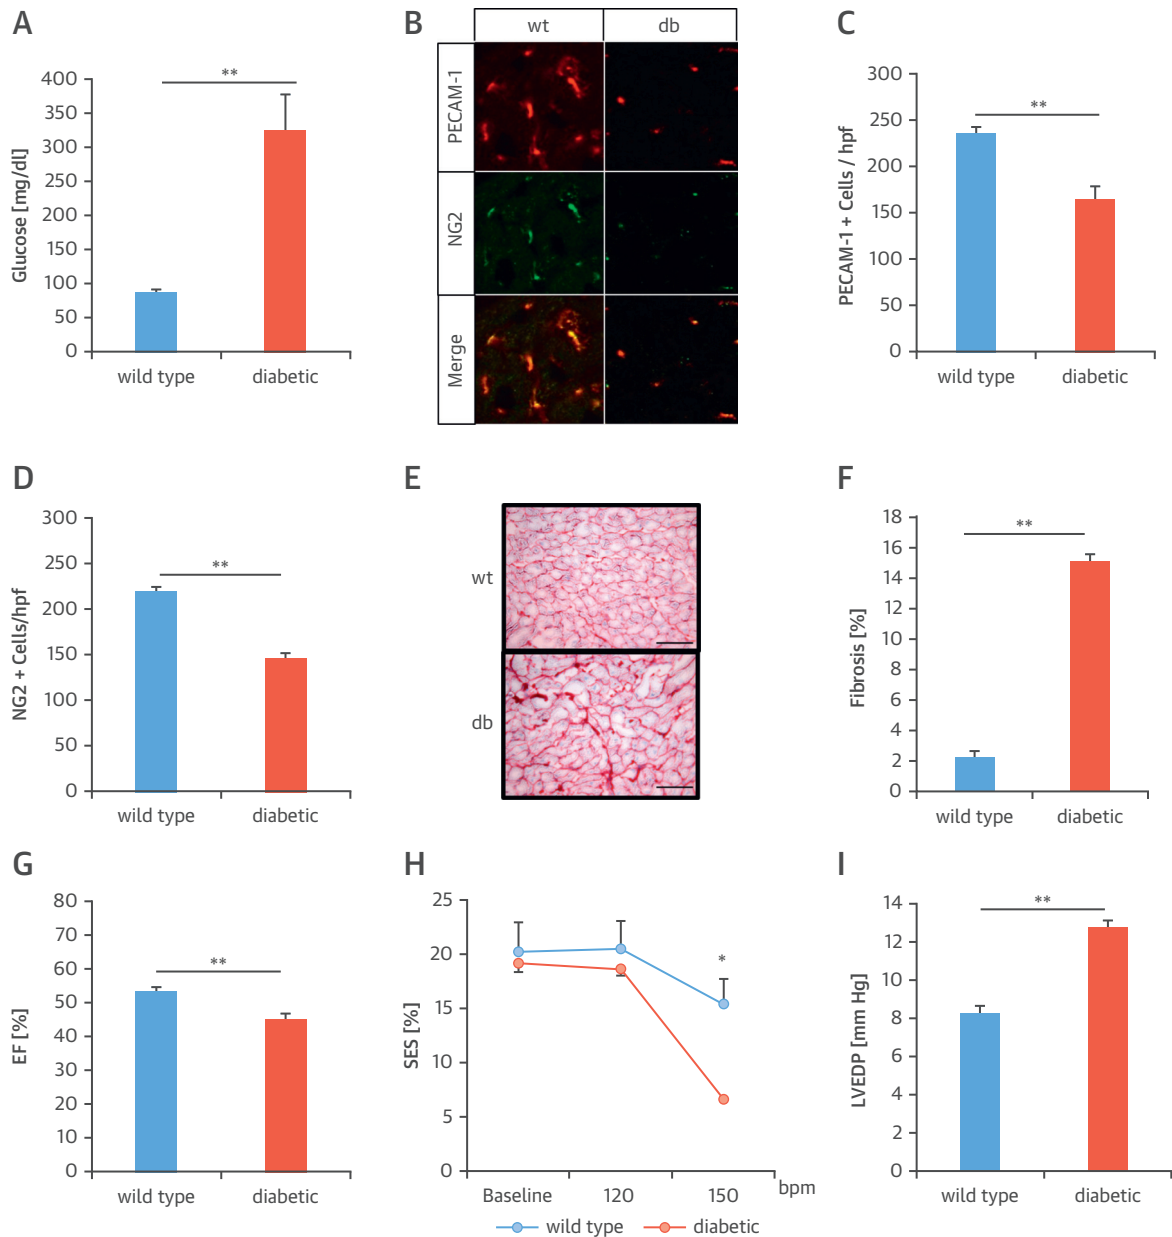 A
Glucose [mg/dl]
400
350
300
250
200
150
100
50
0
**
wild type
diabetic
B
wt
db
PECAM-1
NG2
Merge
C
PECAM-1 + Cells / hpf
300
250
200
150
100
50
0
**
wild type
diabetic
D
NG2 + Cells/hpf
300
250
200
150
100
50
0
**
wild type
diabetic
E
wt
db
F
Fibrosis [%]
18
16
14
12
10
8
6
4
2
0
**
wild type
diabetic
G
EF [%]
80
70
60
50
40
30
20
10
0
**
wild type
diabetic
H
SES [%]
25
20
15
10
5
0
*
Baseline
120
150
bpm
wild type
diabetic
I
LVEDP [mm Hg]
14
12
10
8
6
4
2
0
**
wild type
diabetic